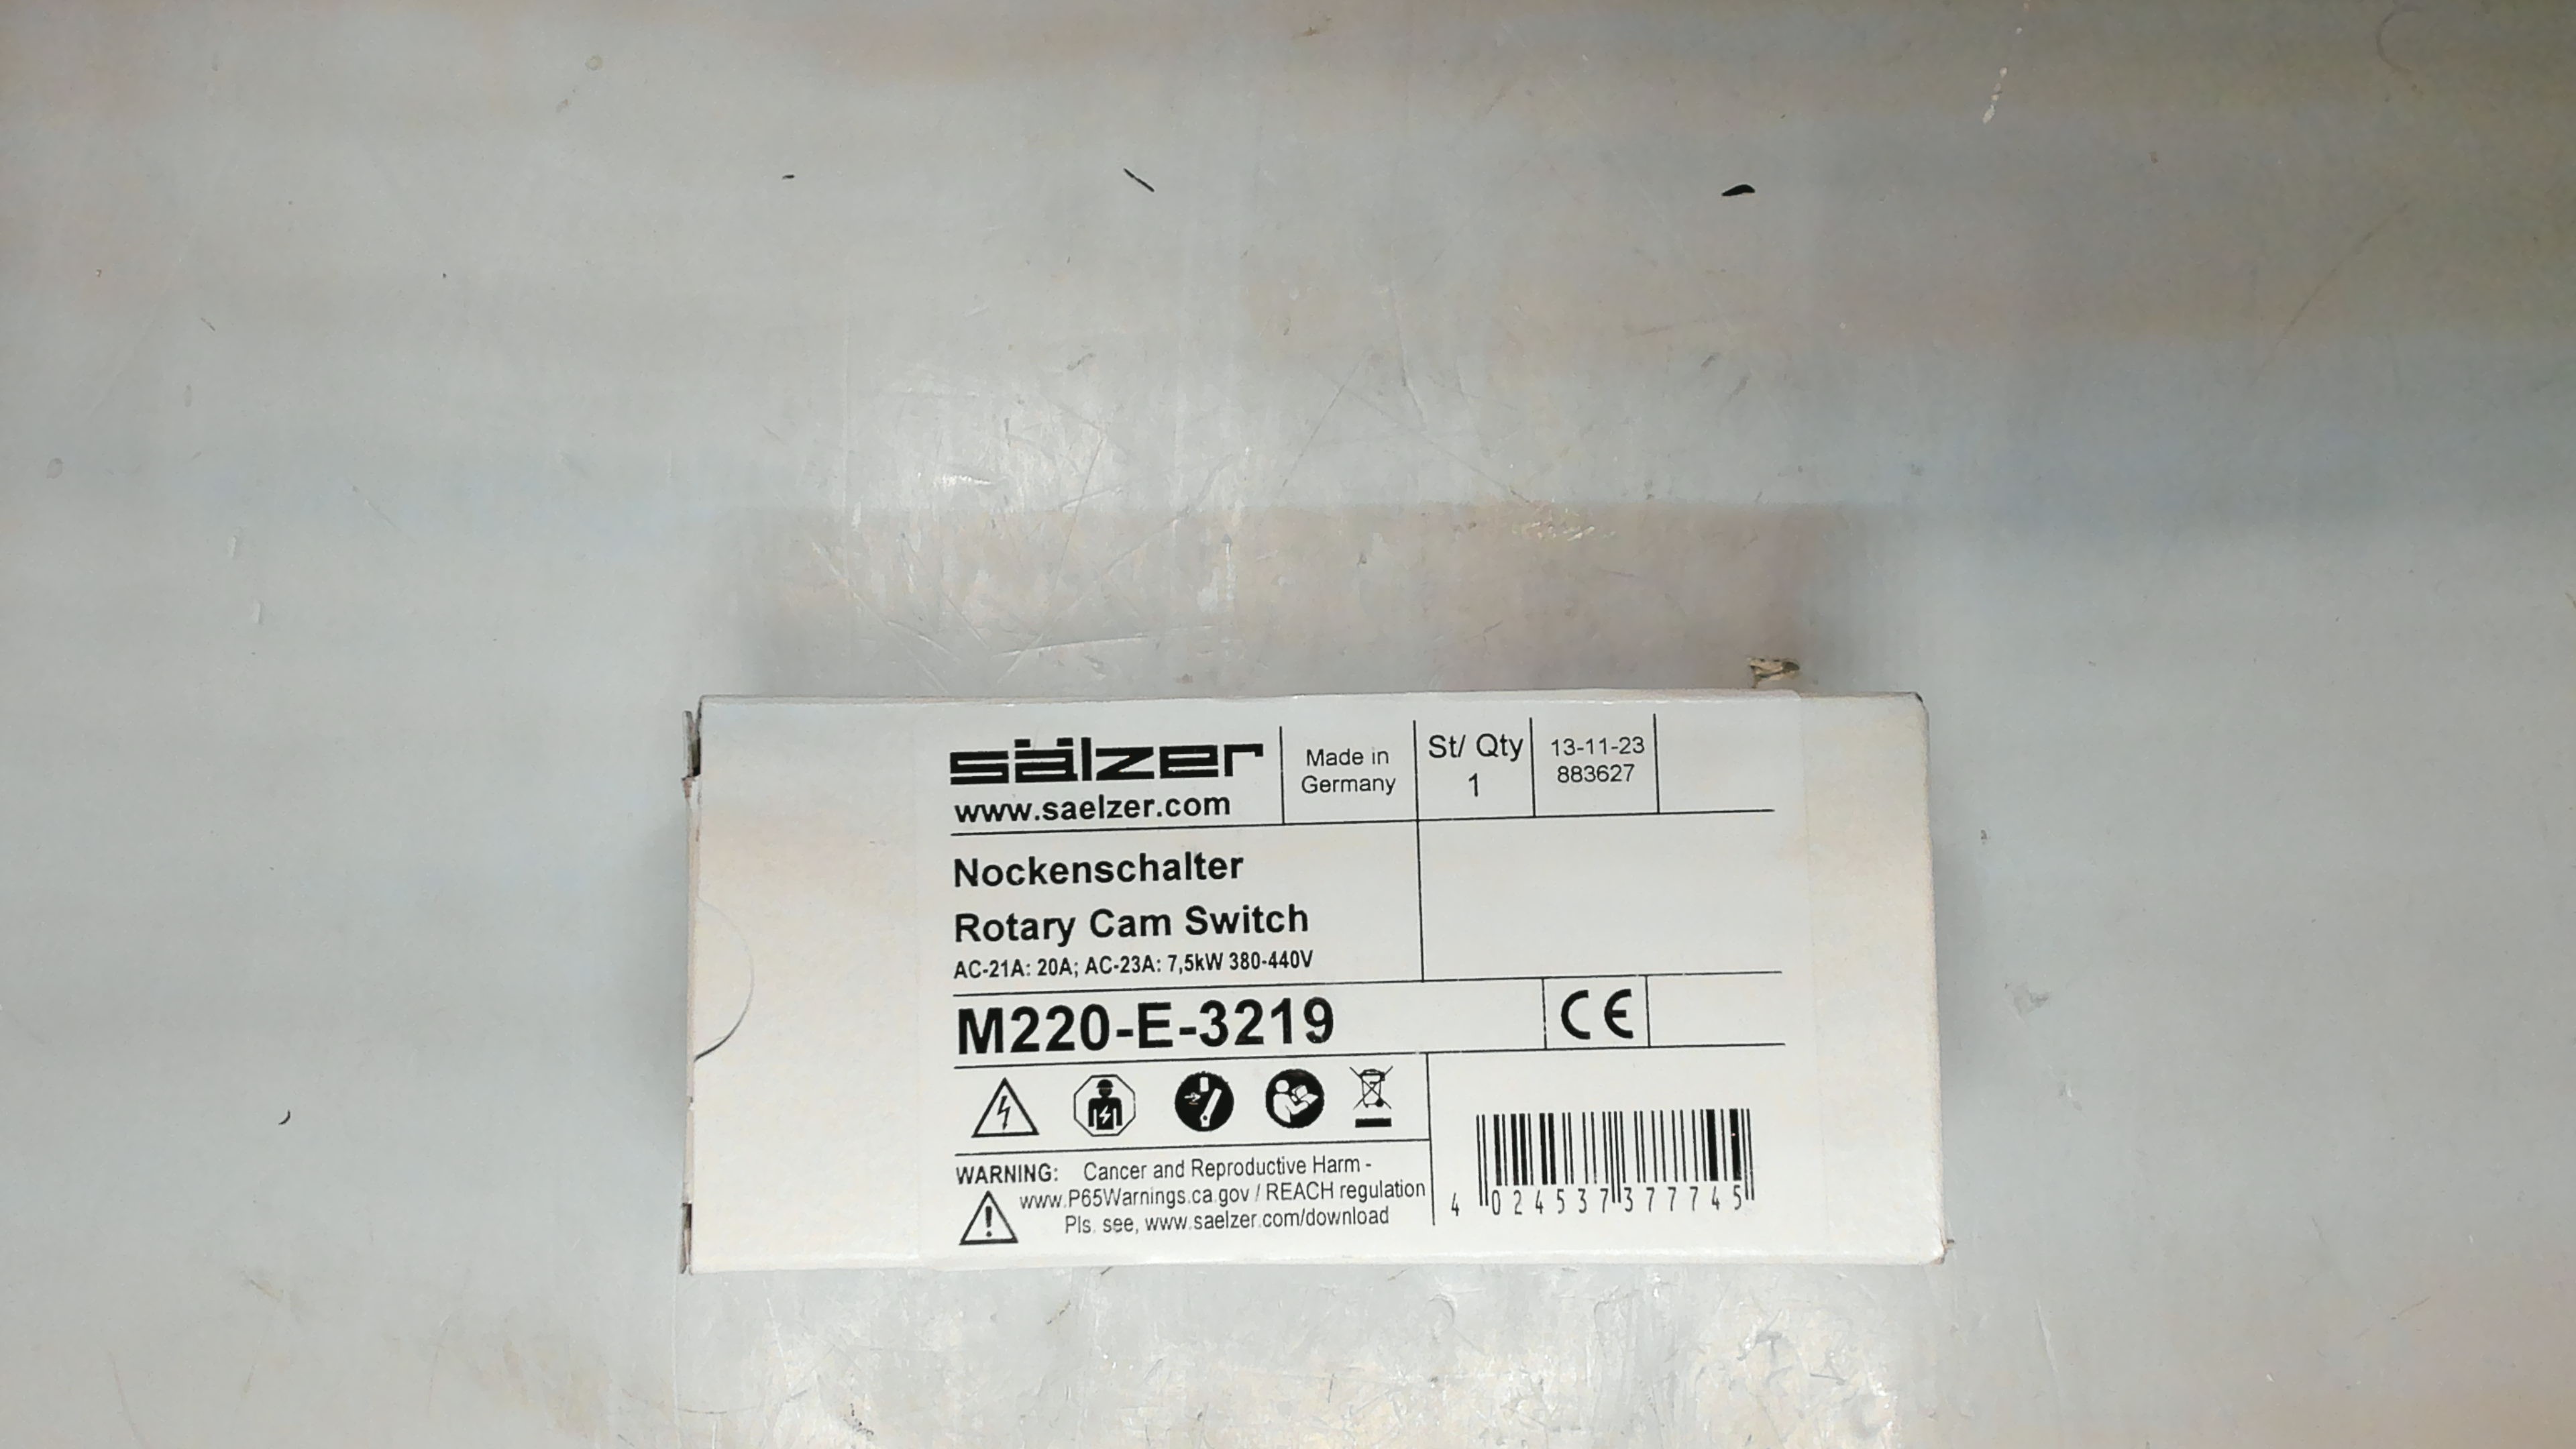 sälzer
www.saelzer.com
Made in
Germany
St/ Qty
1
13-11-23
883627
Nockenschalter
Rotary Cam Switch
AC-21A: 20A; AC-23A: 7,5kW 380-440V
M220-E-3219
CE
WARNING: Cancer and Reproductive Harm -
www.P65Warnings.ca.gov / REACH regulation
Pls. see, www.saelzer.com/download
4 024537 377745